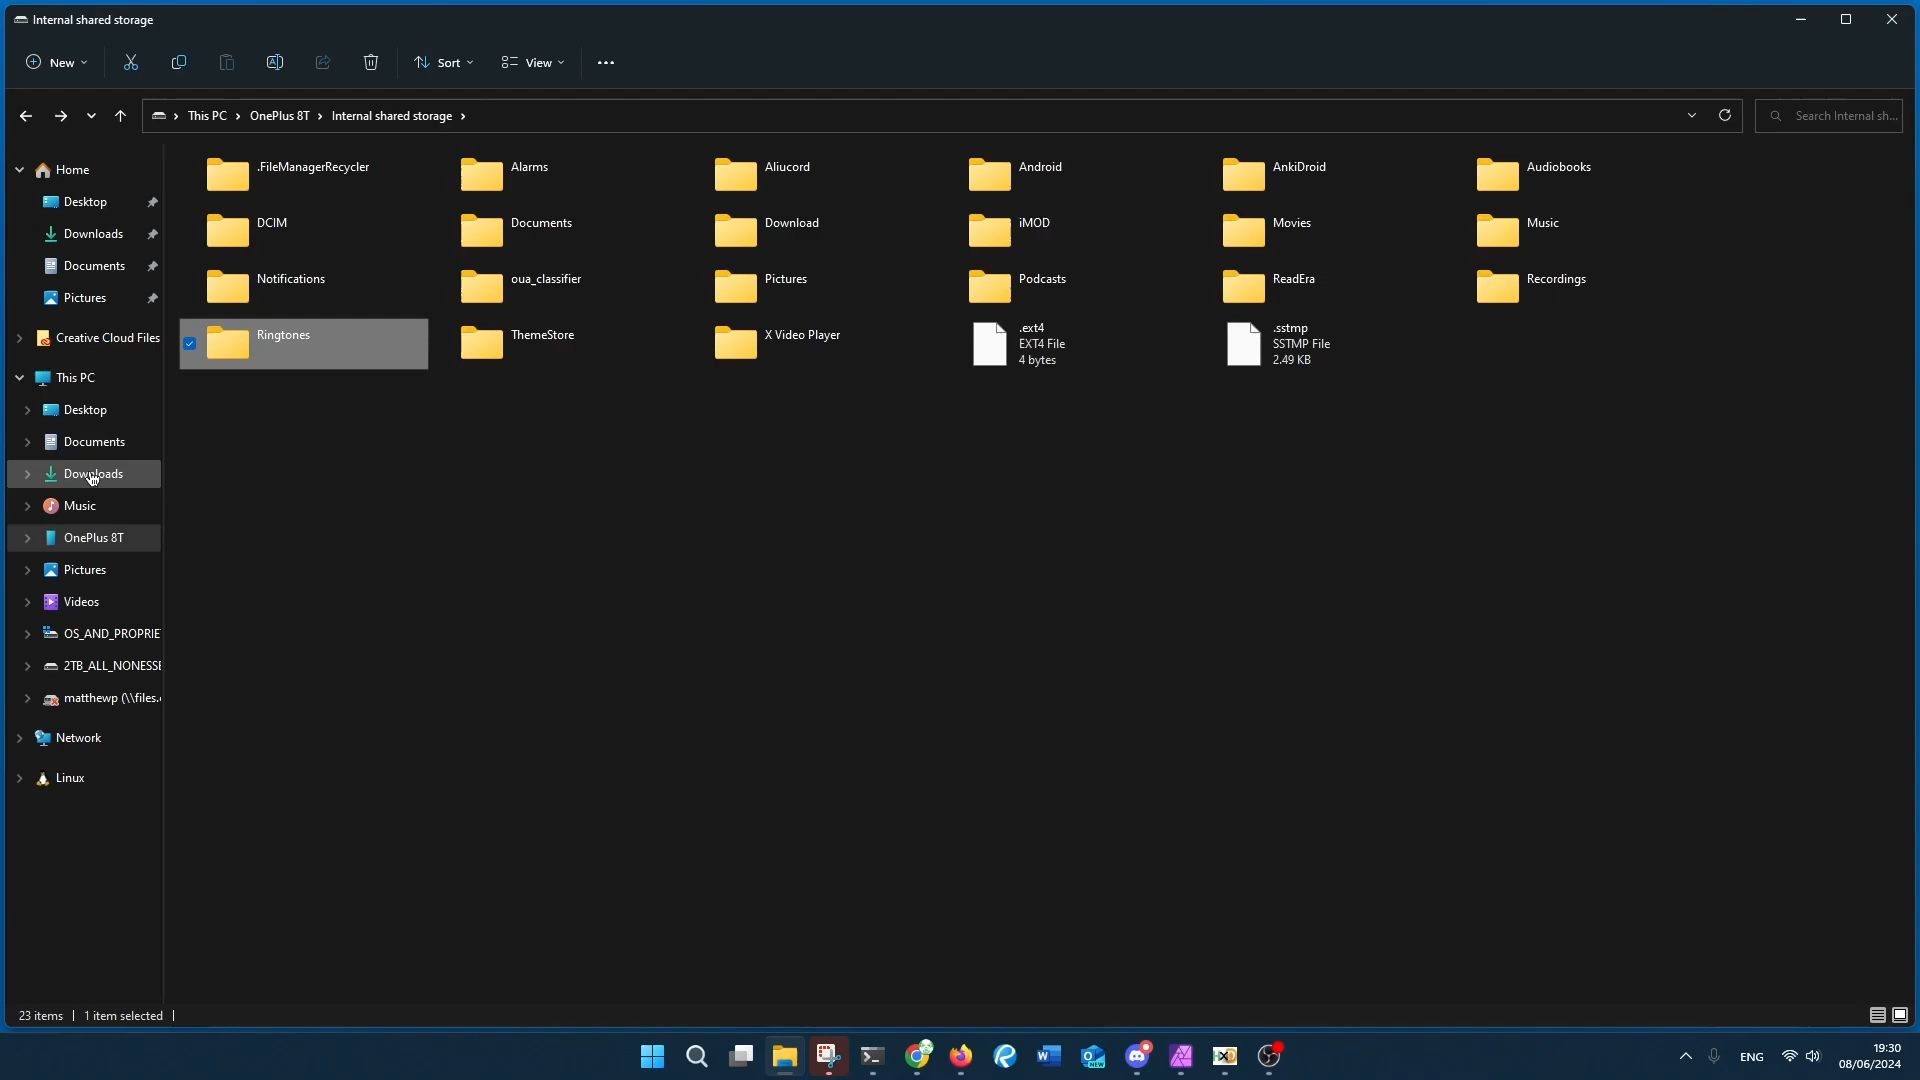 Internal shared storage
New
Sort
View
This PC
OnePlus 8T
Internal shared storage
Search Internal sh...
Home
Desktop
Downloads
Documents
Pictures
Creative Cloud Files
This PC
Desktop
Documents
Downloads
Music
OnePlus 8T
Pictures
Videos
OS_AND_PROPRIE
2TB_ALL_NONESSE
matthewp (\\files.
Network
Linux
.FileManagerRecycler
Alarms
Aliucord
Android
AnkiDroid
Audiobooks
DCIM
Documents
Download
iMOD
Movies
Music
Notifications
oua_classifier
Pictures
Podcasts
ReadEra
Recordings
Ringtones
ThemeStore
X Video Player
.ext4
EXT4 File
4 bytes
.sstmp
SSTMP File
2.49 KB
23 items
1 item selected
NEW
ENG
19:30
08/06/2024